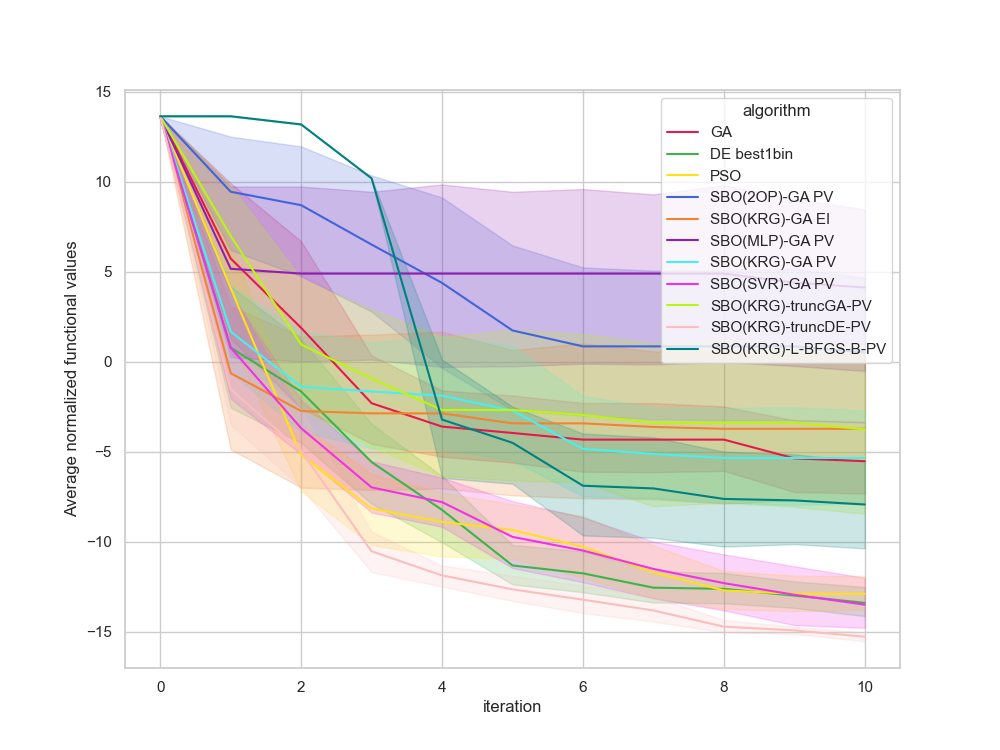 15
10
5
0
−5
−10
−15
Average normalized functional values
algorithm
GA
DE best1bin
PSO
SBO(2OP)-GA PV
SBO(KRG)-GA EI
SBO(MLP)-GA PV
SBO(KRG)-GA PV
SBO(SVR)-GA PV
SBO(KRG)-truncGA-PV
SBO(KRG)-truncDE-PV
SBO(KRG)-L-BFGS-B-PV
0 2 4 6 8 10
iteration